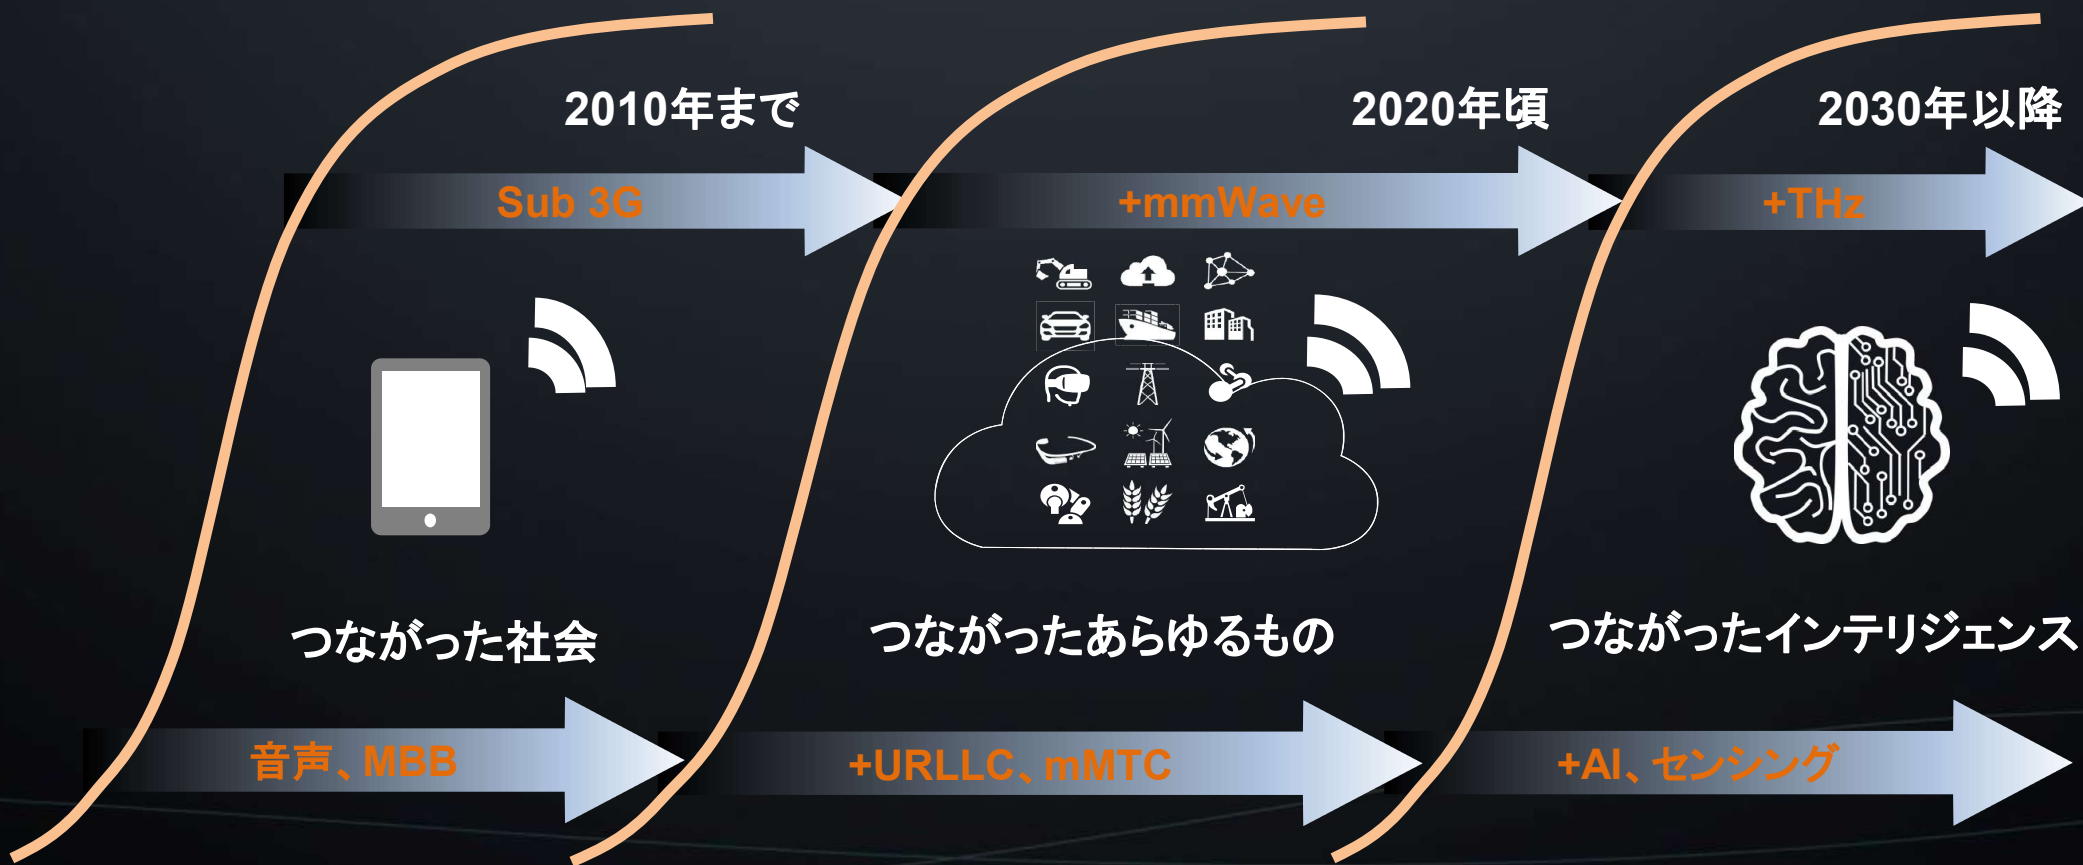 2010年まで
2020年頃
2030年以降
Sub 3G
+mmWave
+THz
つながった社会
つながったあらゆるもの
つながったインテリジェンス
音声、MBB
+URLLC、mMTC
+AI、センシング